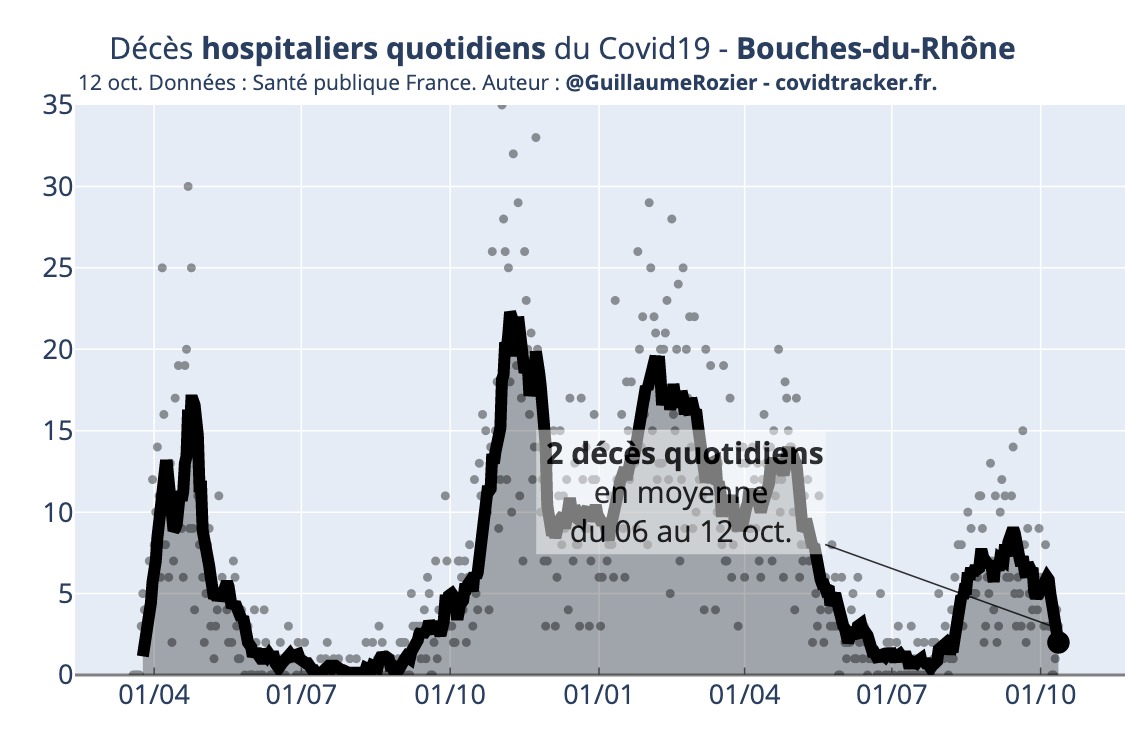 Décès hospitaliers quotidiens du Covid19 - Bouches-du-Rhône
12 oct. Données : Santé publique France. Auteur : @GuillaumeRozier - covidtracker.fr.
35
30
25
20
15
10
5
0
2 décès quotidiens
en moyenne
du 06 au 12 oct.
01/04 01/07 01/10 01/01 01/04 01/07 01/10